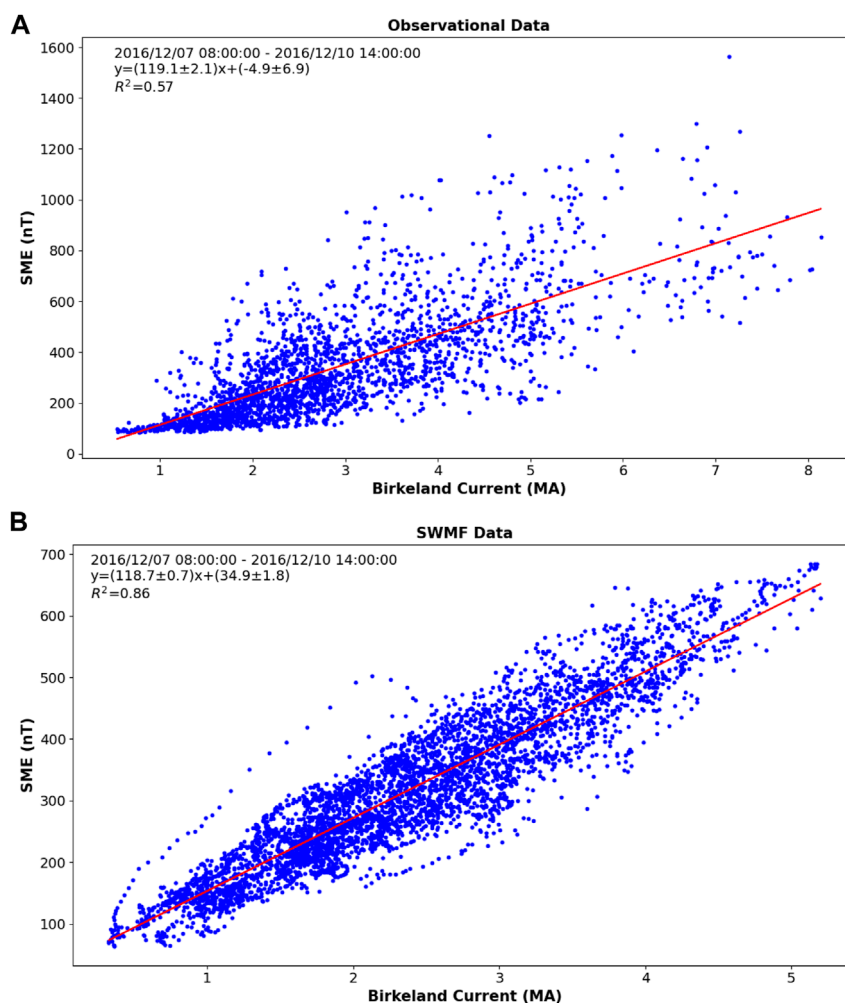 A
Observational Data
2016/12/07 08:00:00 - 2016/12/10 14:00:00
y=(119.1±2.1)x+(-4.9±6.9)
R²=0.57
1600
1400
1200
1000
800
600
400
200
0
SME (nT)
1 2 3 4 5 6 7 8
Birkeland Current (MA)
B
SWMF Data
2016/12/07 08:00:00 - 2016/12/10 14:00:00
y=(118.7±0.7)x+(34.9±1.8)
R²=0.86
700
600
500
400
300
200
100
SME (nT)
1 2 3 4 5
Birkeland Current (MA)